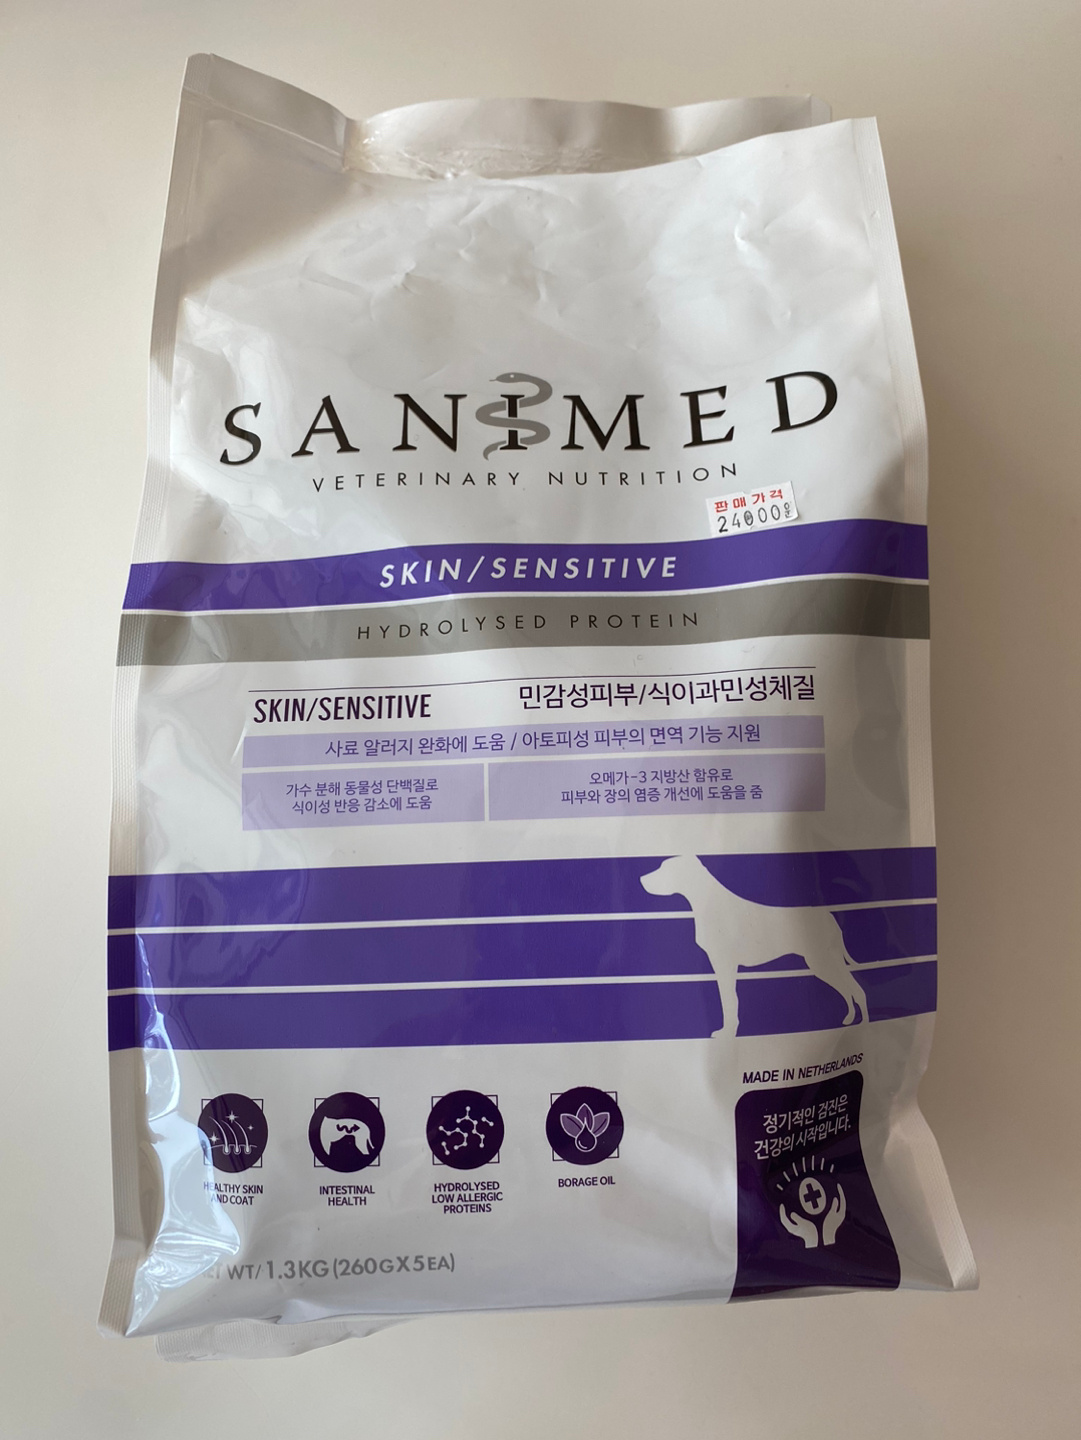 SANIMED
VETERINARY NUTRITION
판매가격
24000원
SKIN/SENSITIVE
HYDROLYSED PROTEIN
SKIN/SENSITIVE
민감성피부/식이과민성체질
사료 알러지 완화에 도움 / 아토피성 피부의 면역 기능 지원
가수 분해 동물성 단백질로
식이성 반응 감소에 도움
오메가-3 지방산 함유로
피부와 장의 염증 개선에 도움을 줌
MADE IN NETHERLANDS
정기적인 검진은
건강의 시작입니다.
HEALTHY SKIN
AND COAT
INTESTINAL
HEALTH
HYDROLYSED
LOW ALLERGIC
PROTEINS
BORAGE OIL
WT/1.3KG(260GX5EA)